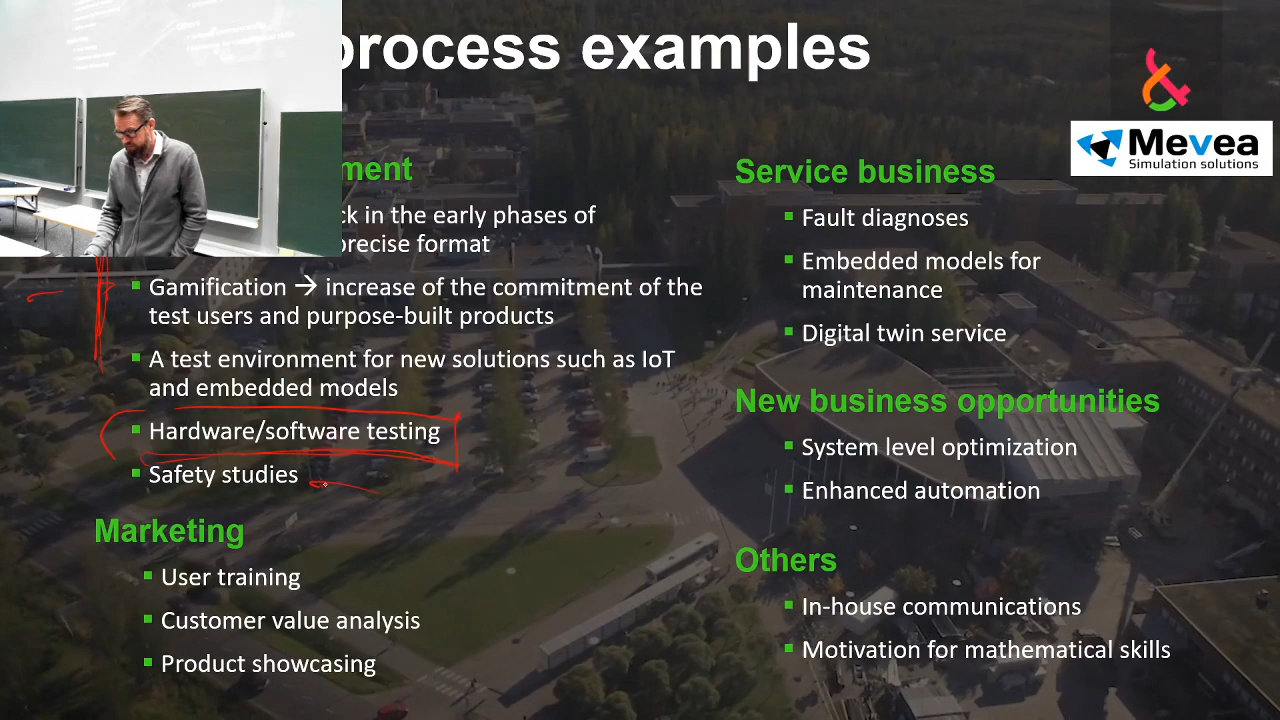 process examples
Mevea
Simulation solutions
ment
ck in the early phases of
precise format
Gamification → increase of the commitment of the
test users and purpose-built products
A test environment for new solutions such as IoT
and embedded models
Hardware/software testing
Safety studies
Marketing
User training
Customer value analysis
Product showcasing
Service business
Fault diagnoses
Embedded models for
maintenance
Digital twin service
New business opportunities
System level optimization
Enhanced automation
Others
In-house communications
Motivation for mathematical skills